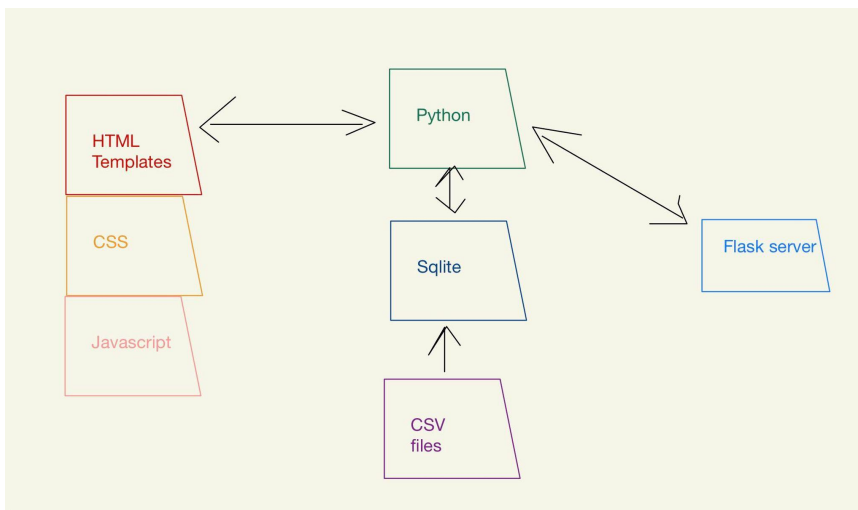 HTML
Templates
CSS
Javascript
Python
Sqlite
CSV
files
Flask server